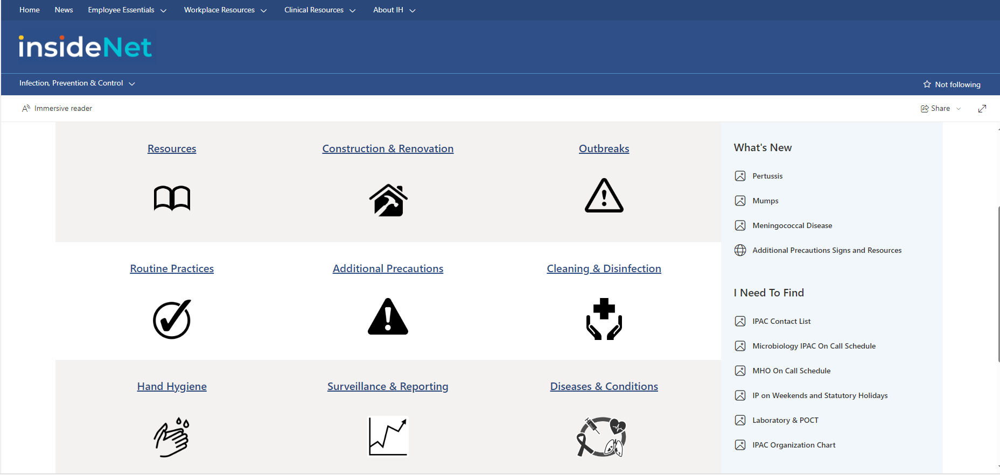 Home News Employee Essentials Workplace Resources Clinical Resources About IH
insideNet
Infection, Prevention & Control
Not following
Immersive reader
Share
Resources Construction & Renovation Outbreaks
Routine Practices Additional Precautions Cleaning & Disinfection
Hand Hygiene Surveillance & Reporting Diseases & Conditions
What's New
Pertussis
Mumps
Meningococcal Disease
Additional Precautions Signs and Resources
I Need To Find
IPAC Contact List
Microbiology IPAC On Call Schedule
MHO On Call Schedule
IP on Weekends and Statutory Holidays
Laboratory & POCT
IPAC Organization Chart